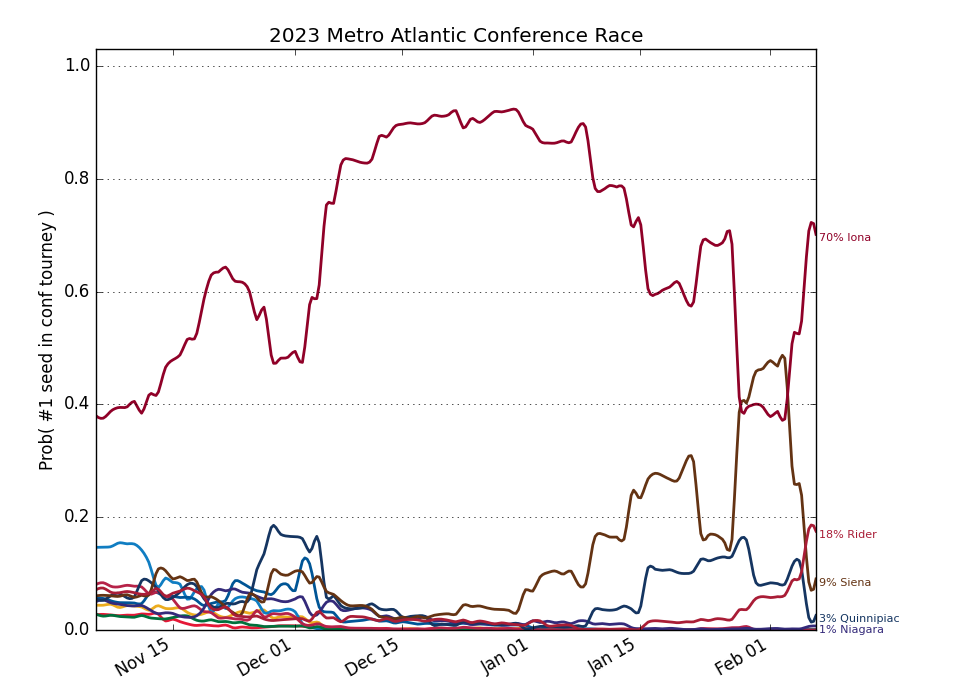 2023 Metro Atlantic Conference Race
Prob( #1 seed in conf tourney )
1.0
0.8
0.6
0.4
0.2
0.0
70% Iona
18% Rider
9% Siena
3% Quinnipiac
1% Niagara
Nov 15
Dec 01
Dec 15
Jan 01
Jan 15
Feb 01